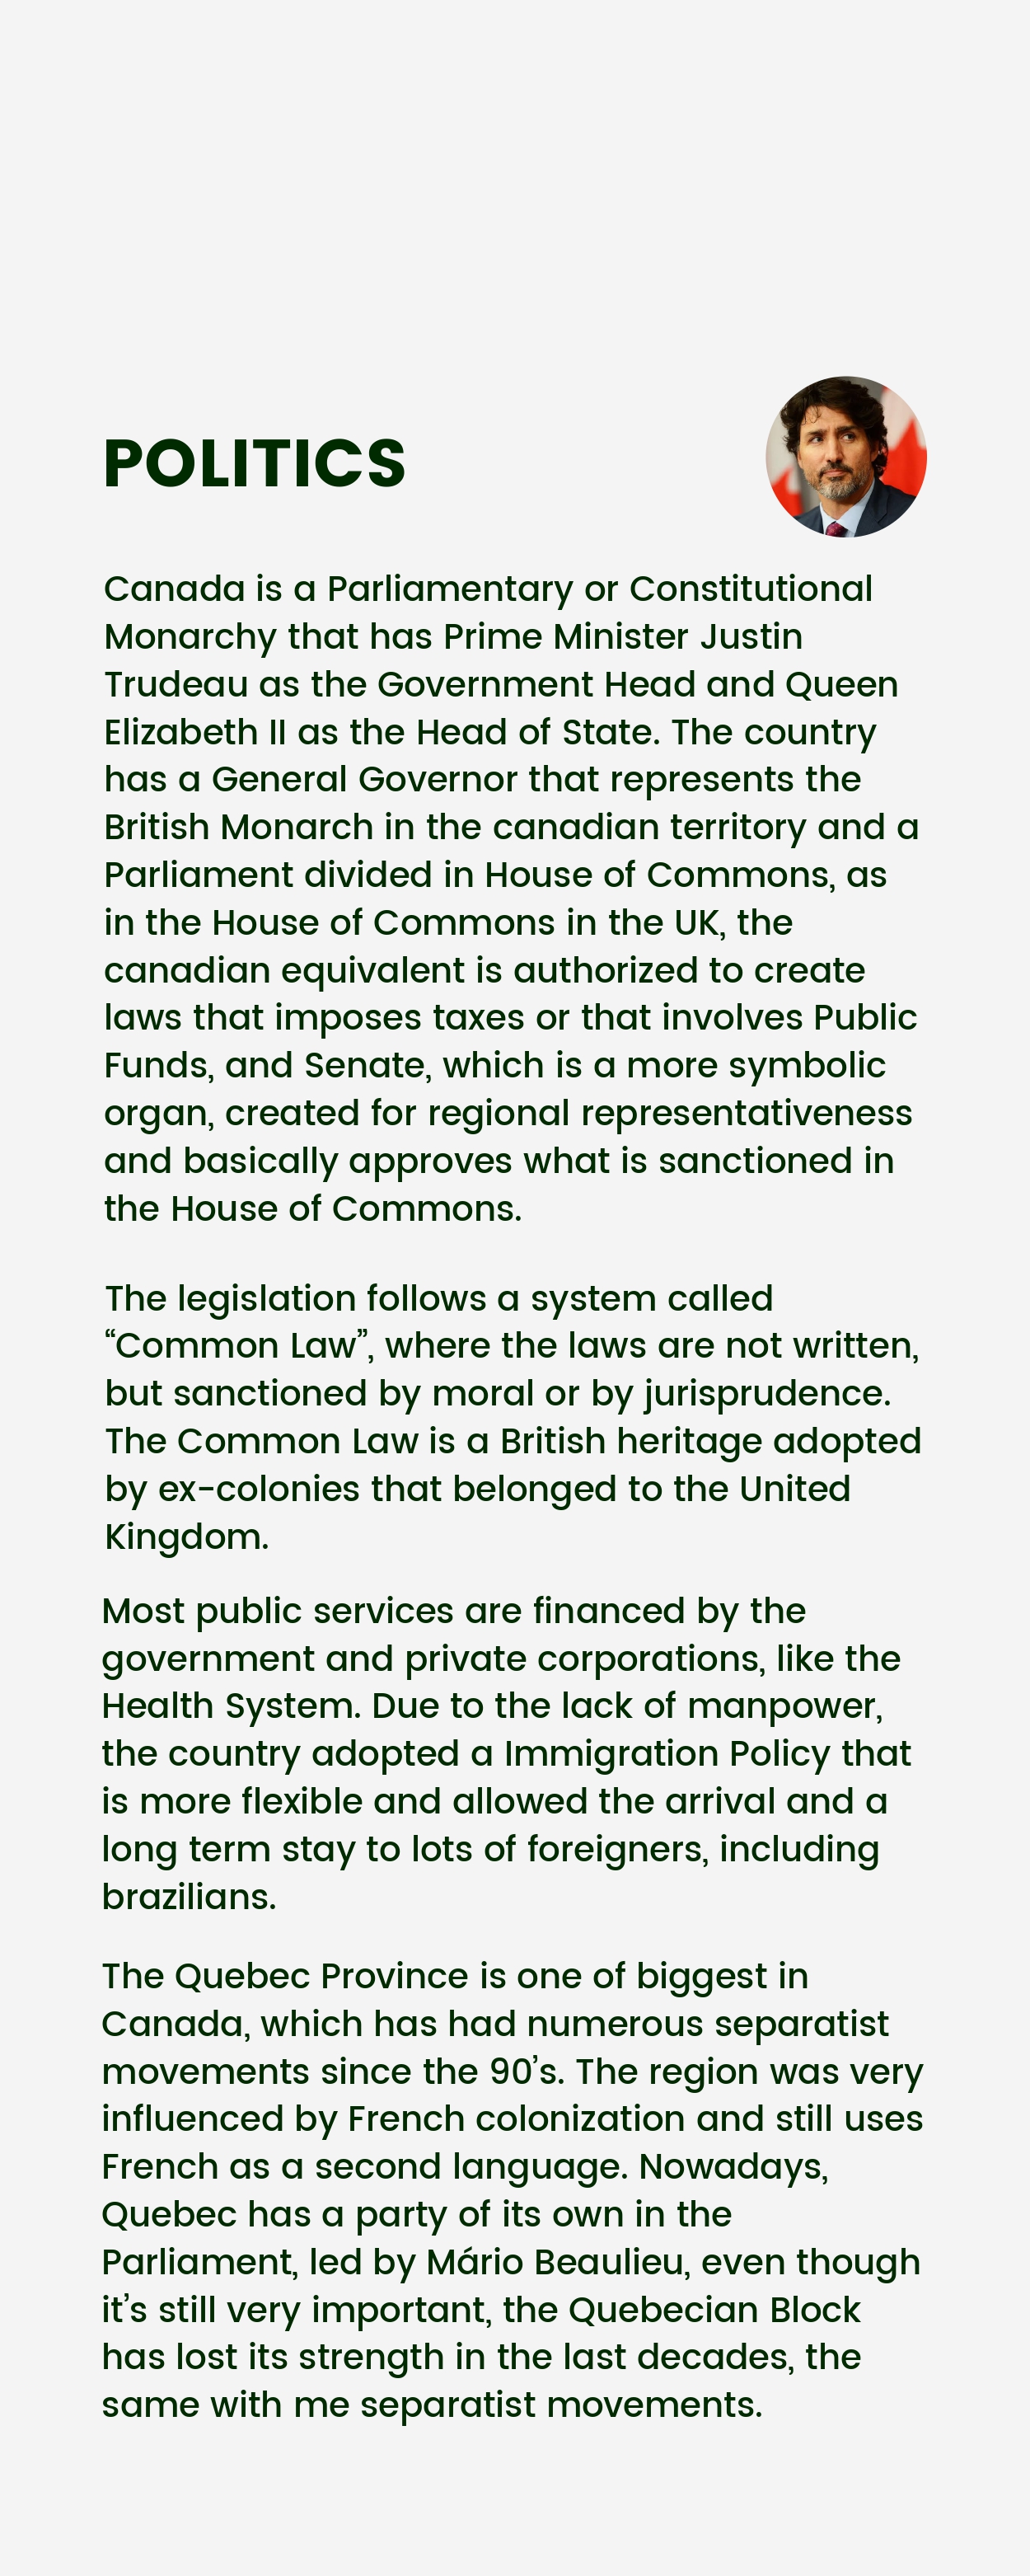 POLITICS
Canada is a Parliamentary or Constitutional
Monarchy that has Prime Minister Justin
Trudeau as the Government Head and Queen
Elizabeth II as the Head of State. The country
has a General Governor that represents the
British Monarch in the canadian territory and a
Parliament divided in House of Commons, as
in the House of Commons in the UK, the
canadian equivalent is authorized to create
laws that imposes taxes or that involves Public
Funds, and Senate, which is a more symbolic
organ, created for regional representativeness
and basically approves what is sanctioned in
the House of Commons.
The legislation follows a system called
“Common Law”, where the laws are not written,
but sanctioned by moral or by jurisprudence.
The Common Law is a British heritage adopted
by ex-colonies that belonged to the United
Kingdom.
Most public services are financed by the
government and private corporations, like the
Health System. Due to the lack of manpower,
the country adopted a Immigration Policy that
is more flexible and allowed the arrival and a
long term stay to lots of foreigners, including
brazilians.
The Quebec Province is one of biggest in
Canada, which has had numerous separatist
movements since the 90’s. The region was very
influenced by French colonization and still uses
French as a second language. Nowadays,
Quebec has a party of its own in the
Parliament, led by Mário Beaulieu, even though
it’s still very important, the Quebecian Block
has lost its strength in the last decades, the
same with me separatist movements.